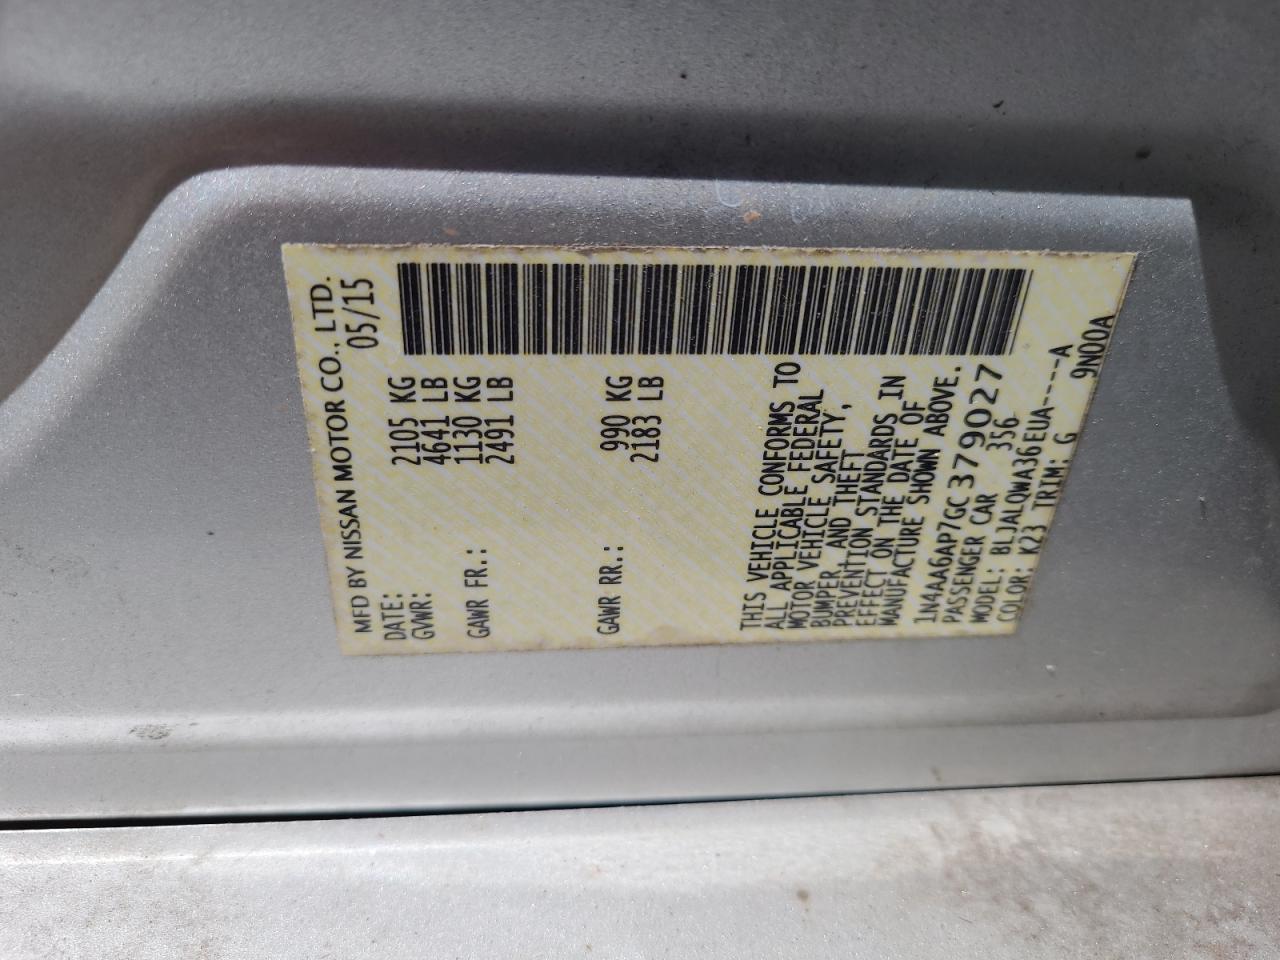 MFD BY NISSAN MOTOR CO., LTD.
DATE: 05/15
GVWR: 2105 KG
4641 LB
GAWR FR.: 1130 KG
2491 LB
GAWR RR.: 990 KG
2183 LB
THIS VEHICLE CONFORMS TO
ALL APPLICABLE FEDERAL
MOTOR VEHICLE SAFETY,
BUMPER, AND THEFT
PREVENTION STANDARDS IN
EFFECT ON THE DATE OF
MANUFACTURE SHOWN ABOVE.
1N4AA6AP7GC379027
PASSENGER CAR 356
MODEL: BLJALQWA36EUA-----A
COLOR: K23 TRIM: G 9N00A